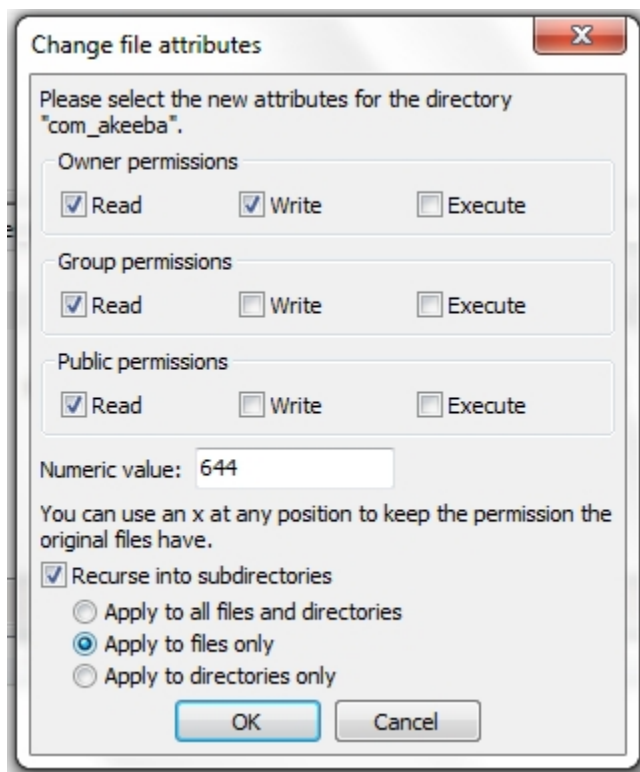 Change file attributes
Please select the new attributes for the directory
"com_akeeba".
Owner permissions
Read Write Execute
Group permissions
Read Write Execute
Public permissions
Read Write Execute
Numeric value: 644
You can use an x at any position to keep the permission the
original files have.
Recurse into subdirectories
Apply to all files and directories
Apply to files only
Apply to directories only
OK Cancel